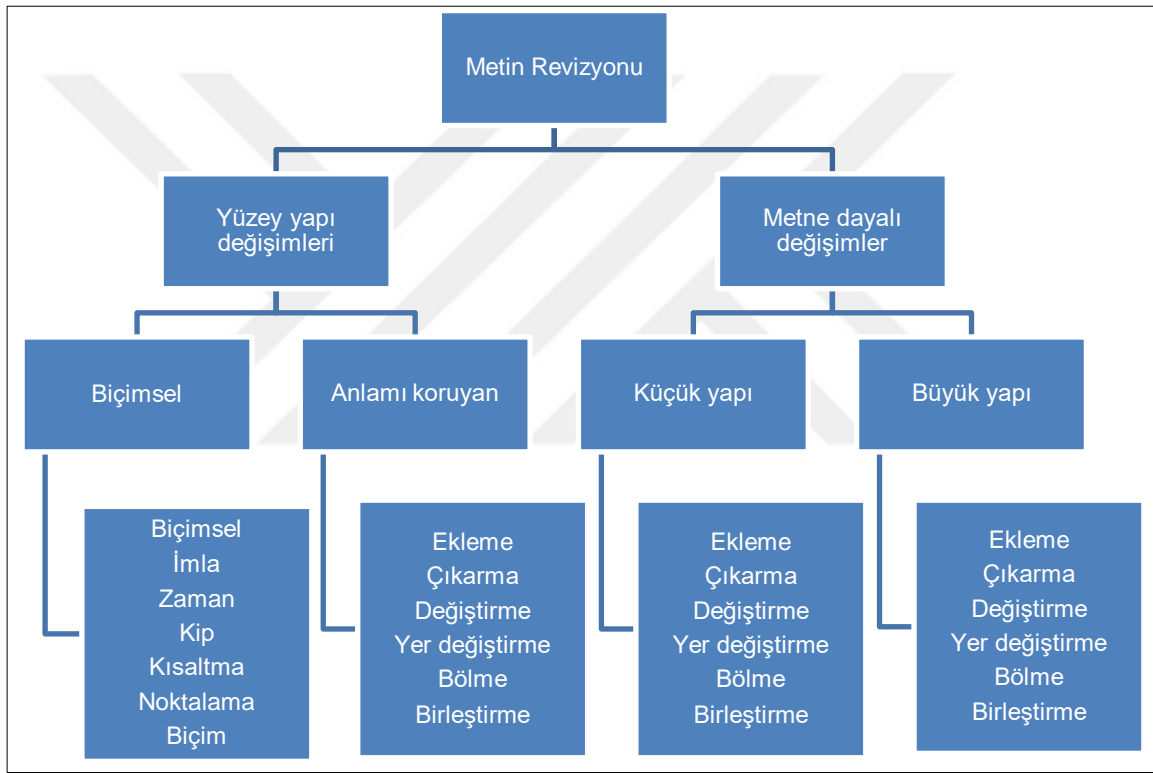 Metin Revizyonu
Yüzey yapı
değişimleri
Metne dayalı
değişimler
Biçimsel
Anlamı koruyan
Küçük yapı
Büyük yapı
Biçimsel
İmla
Zaman
Kip
Kısaltma
Noktalama
Biçim
Ekleme
Çıkarma
Değiştirme
Yer değiştirme
Bölme
Birleştirme
Ekleme
Çıkarma
Değiştirme
Yer değiştirme
Bölme
Birleştirme
Ekleme
Çıkarma
Değiştirme
Yer değiştirme
Bölme
Birleştirme